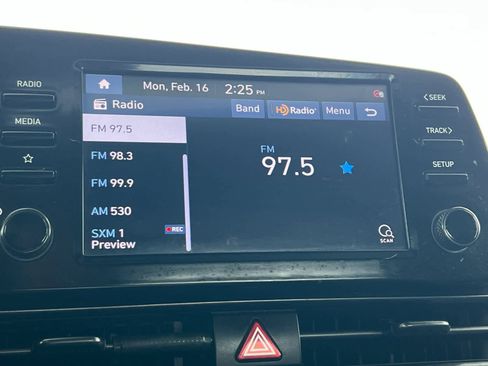 RADIO
MEDIA
Mon, Feb. 16 2:25 PM
Radio Band HD Radio Menu
FM 97.5
FM 98.3
FM 99.9
AM 530
SXM 1 REC
Preview
FM
97.5
SCAN
SEEK
TRACK
SETUP